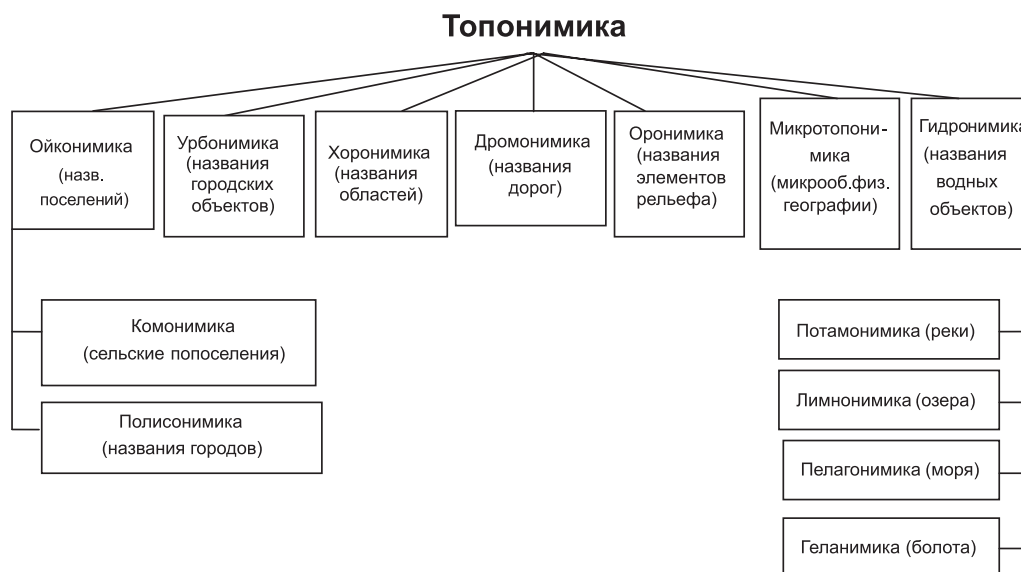 Топонимика
Ойконимика
(назв.
поселений)
Урбонимика
(названия
городских
объектов)
Хоронимика
(названия
областей)
Дромонимика
(названия
дорог)
Оронимика
(названия
элементов
рельефа)
Микротопони-
мика
(микрооб.физ.
географии)
Гидронимика
(названия
водных
объектов)
Комонимика
(сельские попоселения)
Полисонимика
(названия городов)
Потамонимика (реки)
Лимнонимика (озера)
Пелагонимика (моря)
Геланимика (болота)